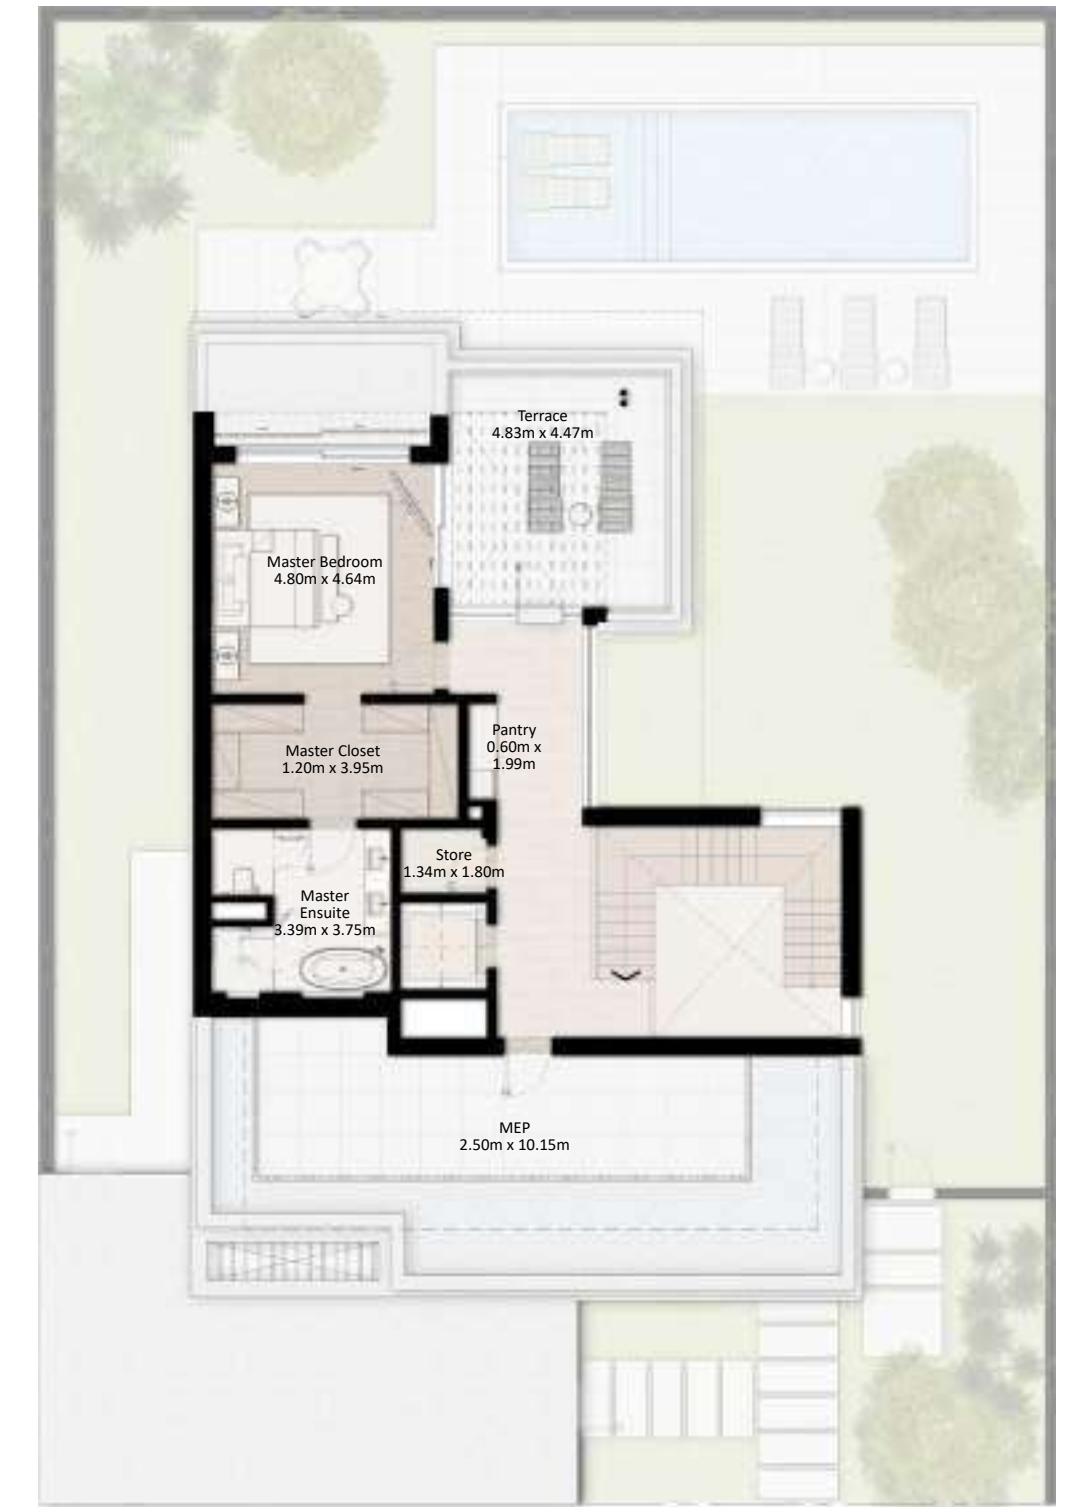 Terrace
4.83m x 4.47m
Master Bedroom
4.80m x 4.64m
Pantry
0.60m x
1.99m
Master Closet
1.20m x 3.95m
Store
1.34m x 1.80m
Master
Ensuite
3.39m x 3.75m
MEP
2.50m x 10.15m